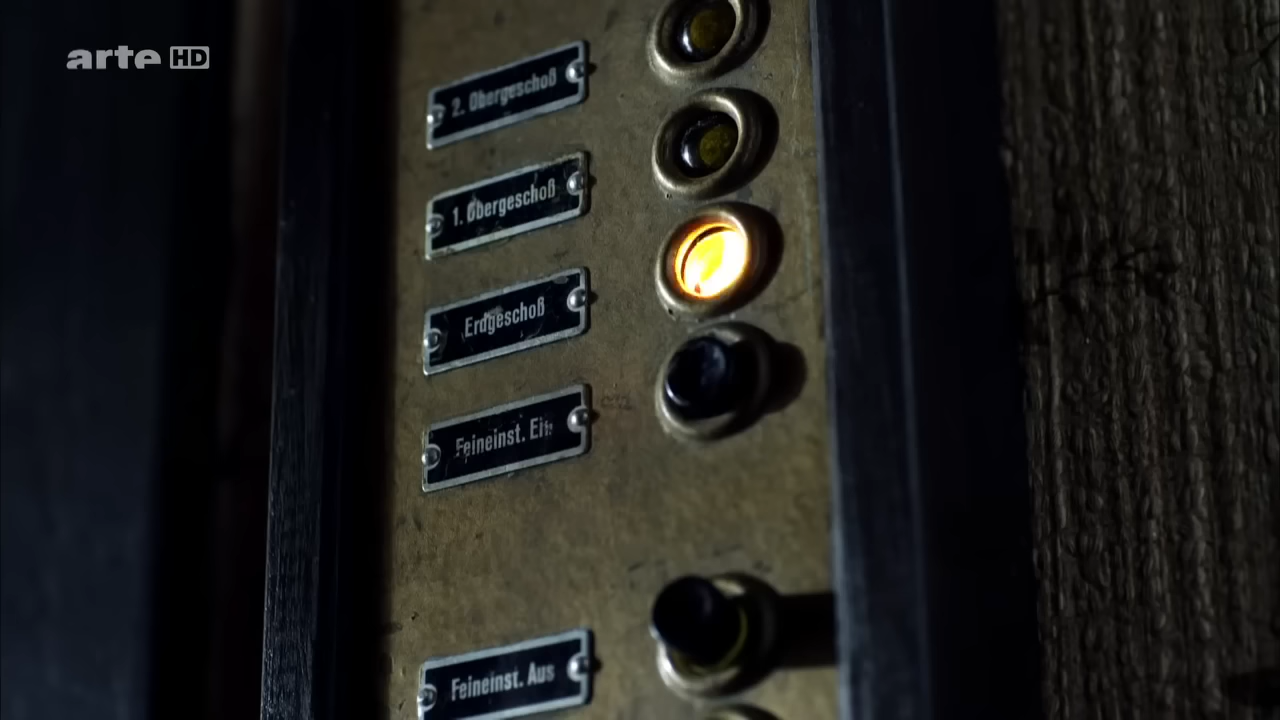 arte HD
2. Obergeschoß
1. Obergeschoß
Erdgeschoß
Feineinst. Ein
Feineinst. Aus